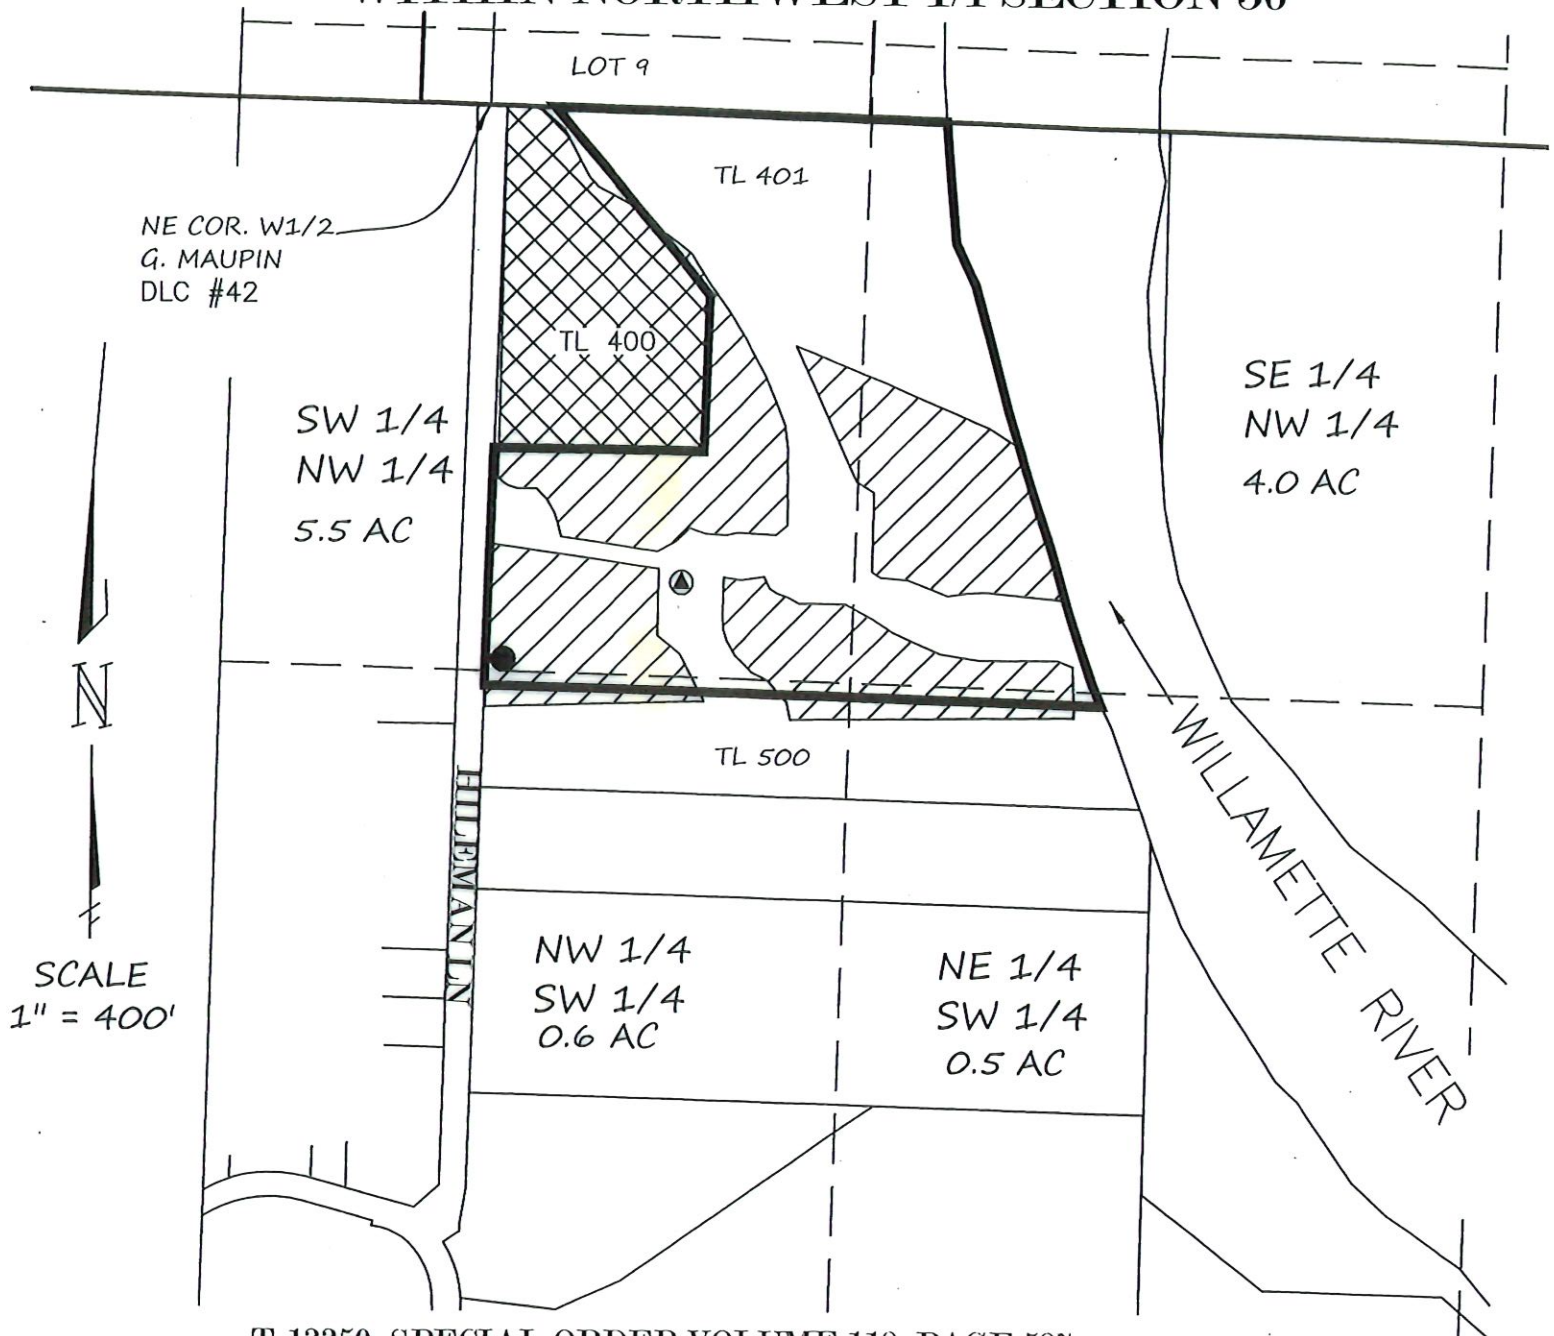 LOT 9
TL 401
NE COR. W1/2
G. MAUPIN
DLC #42
TL 400
SW 1/4
NW 1/4
5.5 AC
SE 1/4
NW 1/4
4.0 AC
N
TL 500
HILEMAN LN
WILLAMETTE RIVER
SCALE
1" = 400'
NW 1/4
SW 1/4
0.6 AC
NE 1/4
SW 1/4
0.5 AC